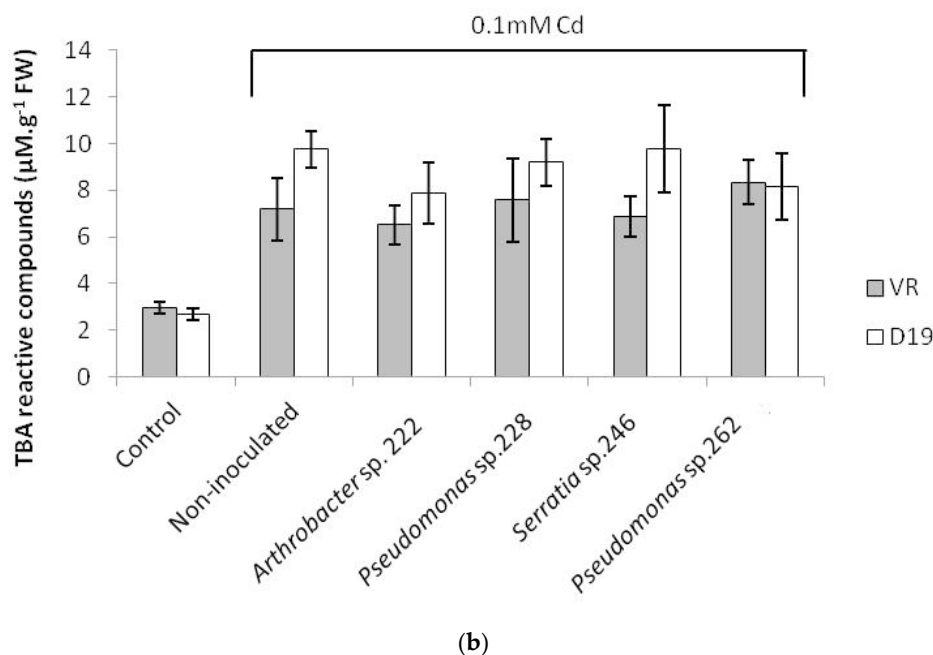 0.1mM Cd
TBA reactive compounds (µM.g⁻¹ FW)
14
12
10
8
6
4
2
0
VR
D19
Control
Non-inoculated
Arthrobacter sp. 222
Pseudomonas sp.228
Serratia sp.246
Pseudomonas sp.262
(b)